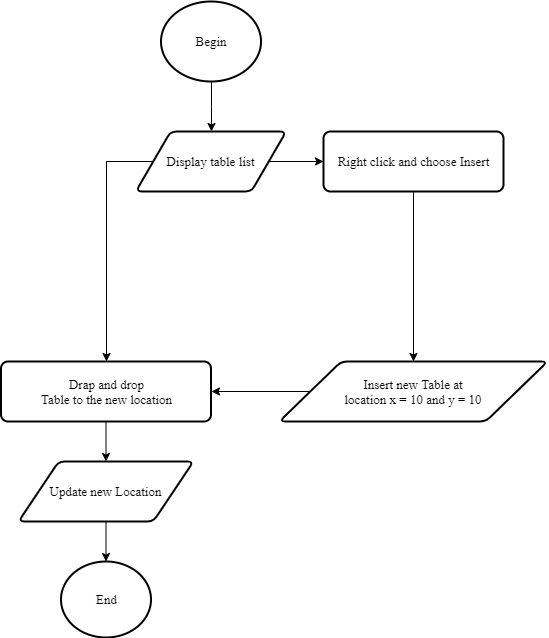 Begin
Display table list
Right click and choose Insert
Drap and drop
Table to the new location
Insert new Table at
location x = 10 and y = 10
Update new Location
End